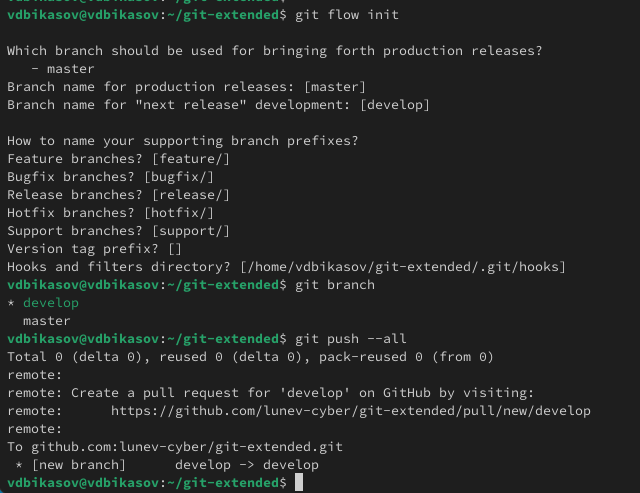 vdbikasov@vdbikasov:~/git-extended$ git flow init

Which branch should be used for bringing forth production releases?
   - master
Branch name for production releases: [master]
Branch name for "next release" development: [develop]

How to name your supporting branch prefixes?
Feature branches? [feature/]
Bugfix branches? [bugfix/]
Release branches? [release/]
Hotfix branches? [hotfix/]
Support branches? [support/]
Version tag prefix? []
Hooks and filters directory? [/home/vdbikasov/git-extended/.git/hooks]
vdbikasov@vdbikasov:~/git-extended$ git branch
* develop
  master
vdbikasov@vdbikasov:~/git-extended$ git push --all
Total 0 (delta 0), reused 0 (delta 0), pack-reused 0 (from 0)
remote:
remote: Create a pull request for 'develop' on GitHub by visiting:
remote:      https://github.com/lunev-cyber/git-extended/pull/new/develop
remote:
To github.com:lunev-cyber/git-extended.git
 * [new branch]      develop -> develop
vdbikasov@vdbikasov:~/git-extended$